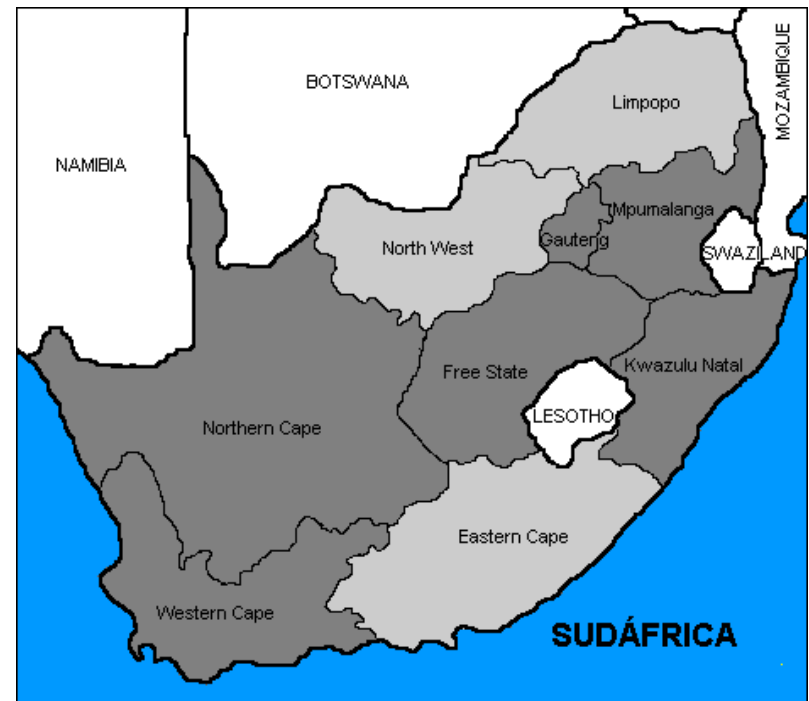 MOZAMBIQUE
BOTSWANA
Limpopo
NAMIBIA
Mpumalanga
North West
Gauteng
SWAZILAND
Free State
Kwazulu Natal
LESOTHO
Northern Cape
Eastern Cape
Western Cape
SUDÁFRICA